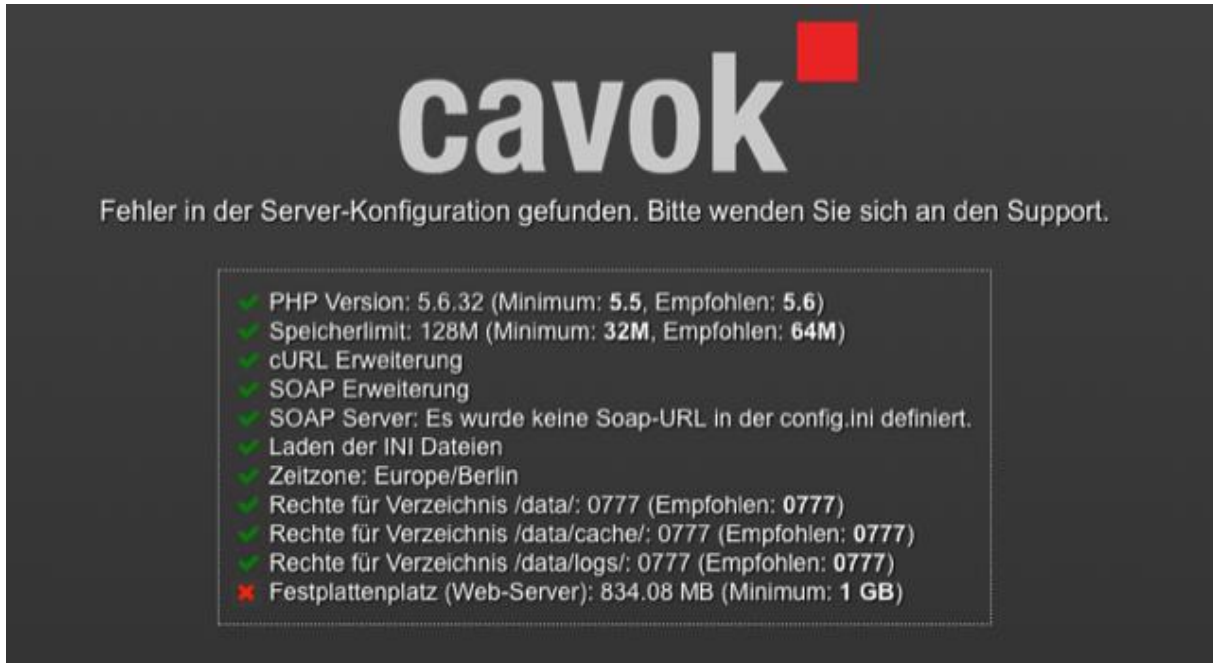 cavok
Fehler in der Server-Konfiguration gefunden. Bitte wenden Sie sich an den Support.
PHP Version: 5.6.32 (Minimum: 5.5, Empfohlen: 5.6)
Speicherlimit: 128M (Minimum: 32M, Empfohlen: 64M)
cURL Erweiterung
SOAP Erweiterung
SOAP Server: Es wurde keine Soap-URL in der config.ini definiert.
Laden der INI Dateien
Zeitzone: Europe/Berlin
Rechte für Verzeichnis /data/: 0777 (Empfohlen: 0777)
Rechte für Verzeichnis /data/cache/: 0777 (Empfohlen: 0777)
Rechte für Verzeichnis /data/logs/: 0777 (Empfohlen: 0777)
Festplattenplatz (Web-Server): 834.08 MB (Minimum: 1 GB)